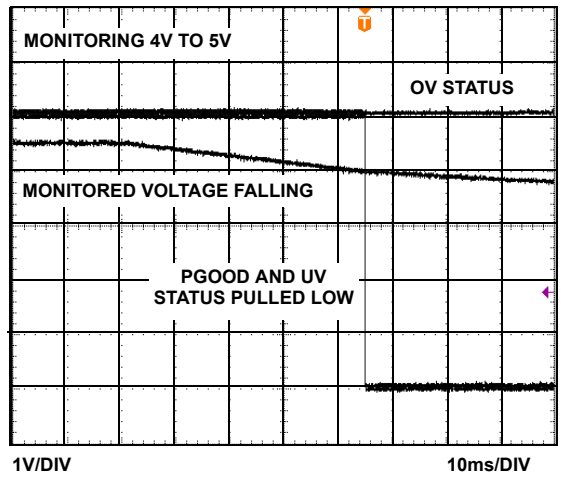 T
MONITORING 4V TO 5V
OV STATUS
MONITORED VOLTAGE FALLING
PGOOD AND UV
STATUS PULLED LOW
1V/DIV
10ms/DIV